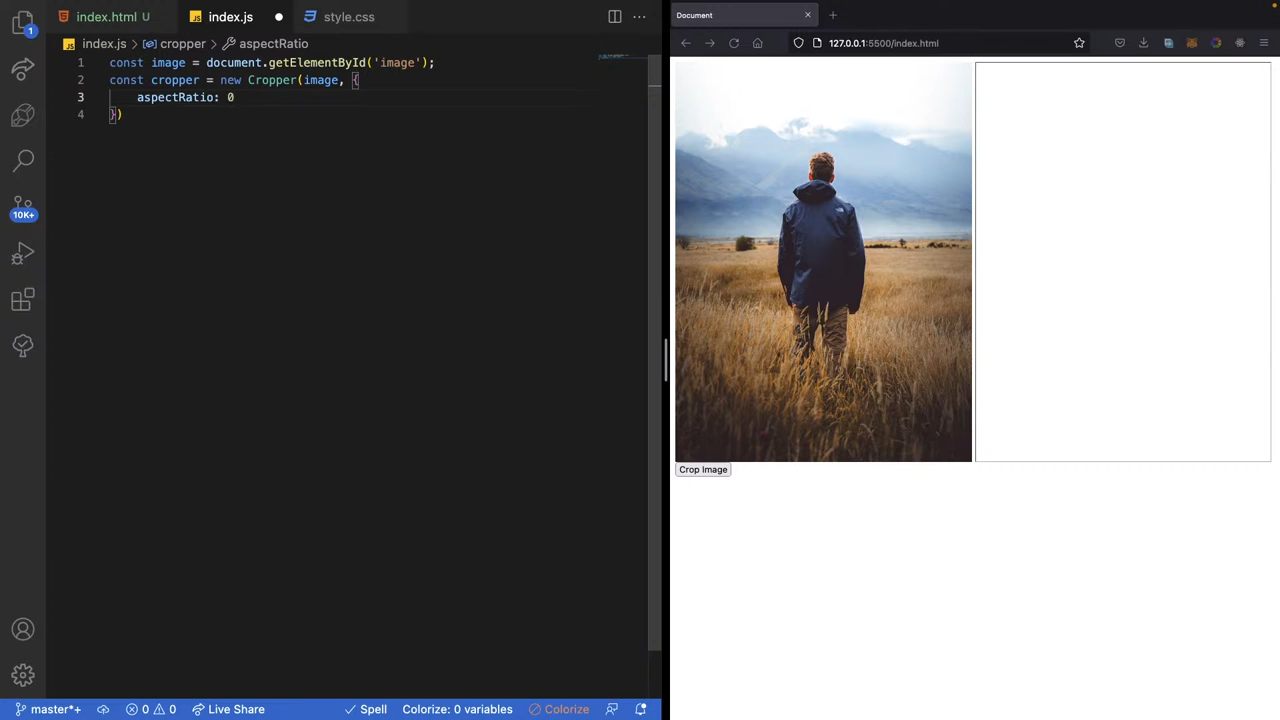 index.html U
index.js
style.css
Document
1
index.js > cropper > aspectRatio
127.0.0.1:5500/index.html
1 const image = document.getElementById('image');
2 const cropper = new Cropper(image, {
3 aspectRatio: 0
4 })
10K+
Crop Image
master*+ 0 0 Live Share Spell Colorize: 0 variables Colorize